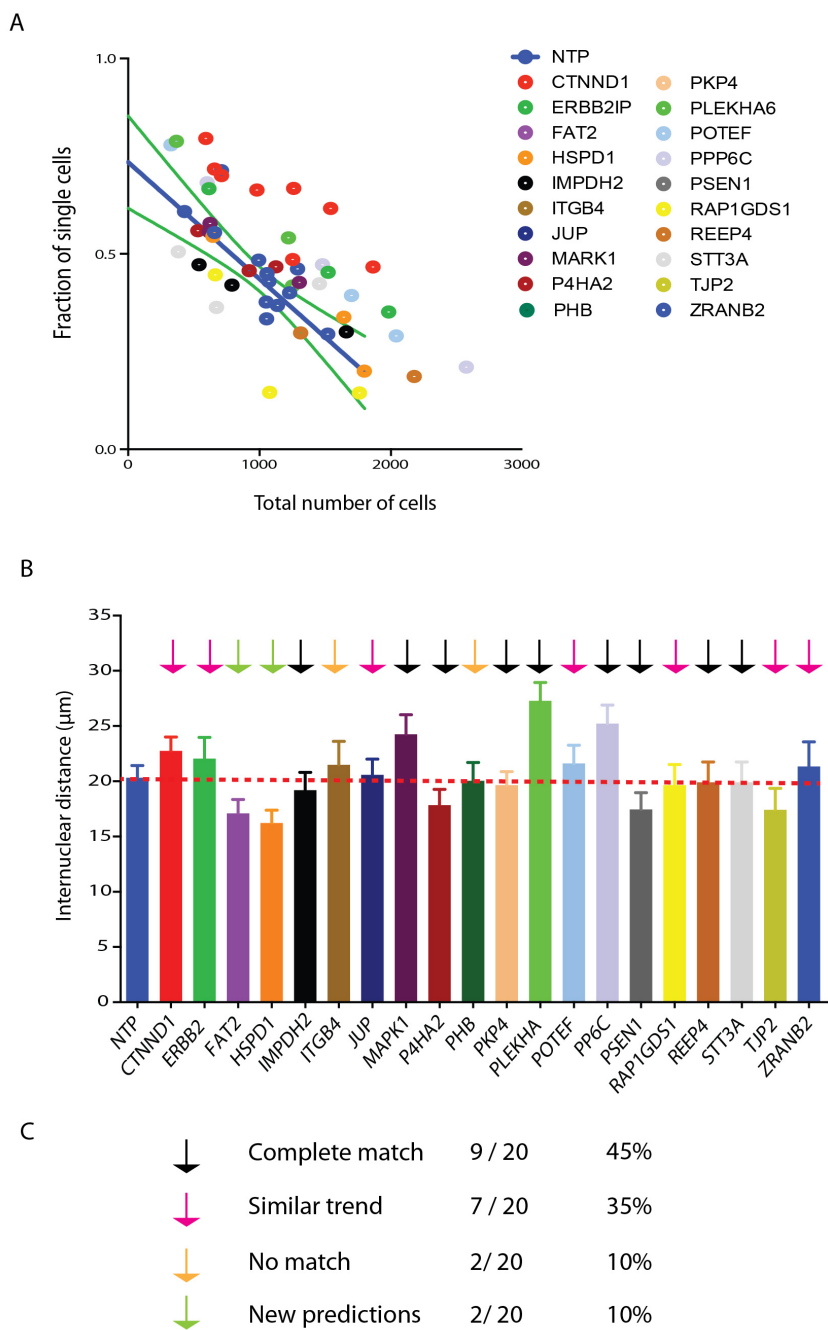 A
Fraction of single cells
1.0
0.5
0.0
0
1000
2000
3000
Total number of cells
NTP
CTNND1
ERBB2IP
FAT2
HSPD1
IMPDH2
ITGB4
JUP
MARK1
P4HA2
PHB
PKP4
PLEKHA6
POTEF
PPP6C
PSEN1
RAP1GDS1
REEP4
STT3A
TJP2
ZRANB2
B
Internuclear distance (µm)
35
30
25
20
15
10
5
0
NTP
CTNND1
ERBB2
FAT2
HSPD1
IMPDH2
ITGB4
JUP
MAPK1
P4HA2
PHB
PKP4
PLEKHA
POTEF
PP6C
PSEN1
RAP1GDS1
REEP4
STT3A
TJP2
ZRANB2
C
Complete match 9 / 20 45%
Similar trend 7 / 20 35%
No match 2/ 20 10%
New predictions 2/ 20 10%